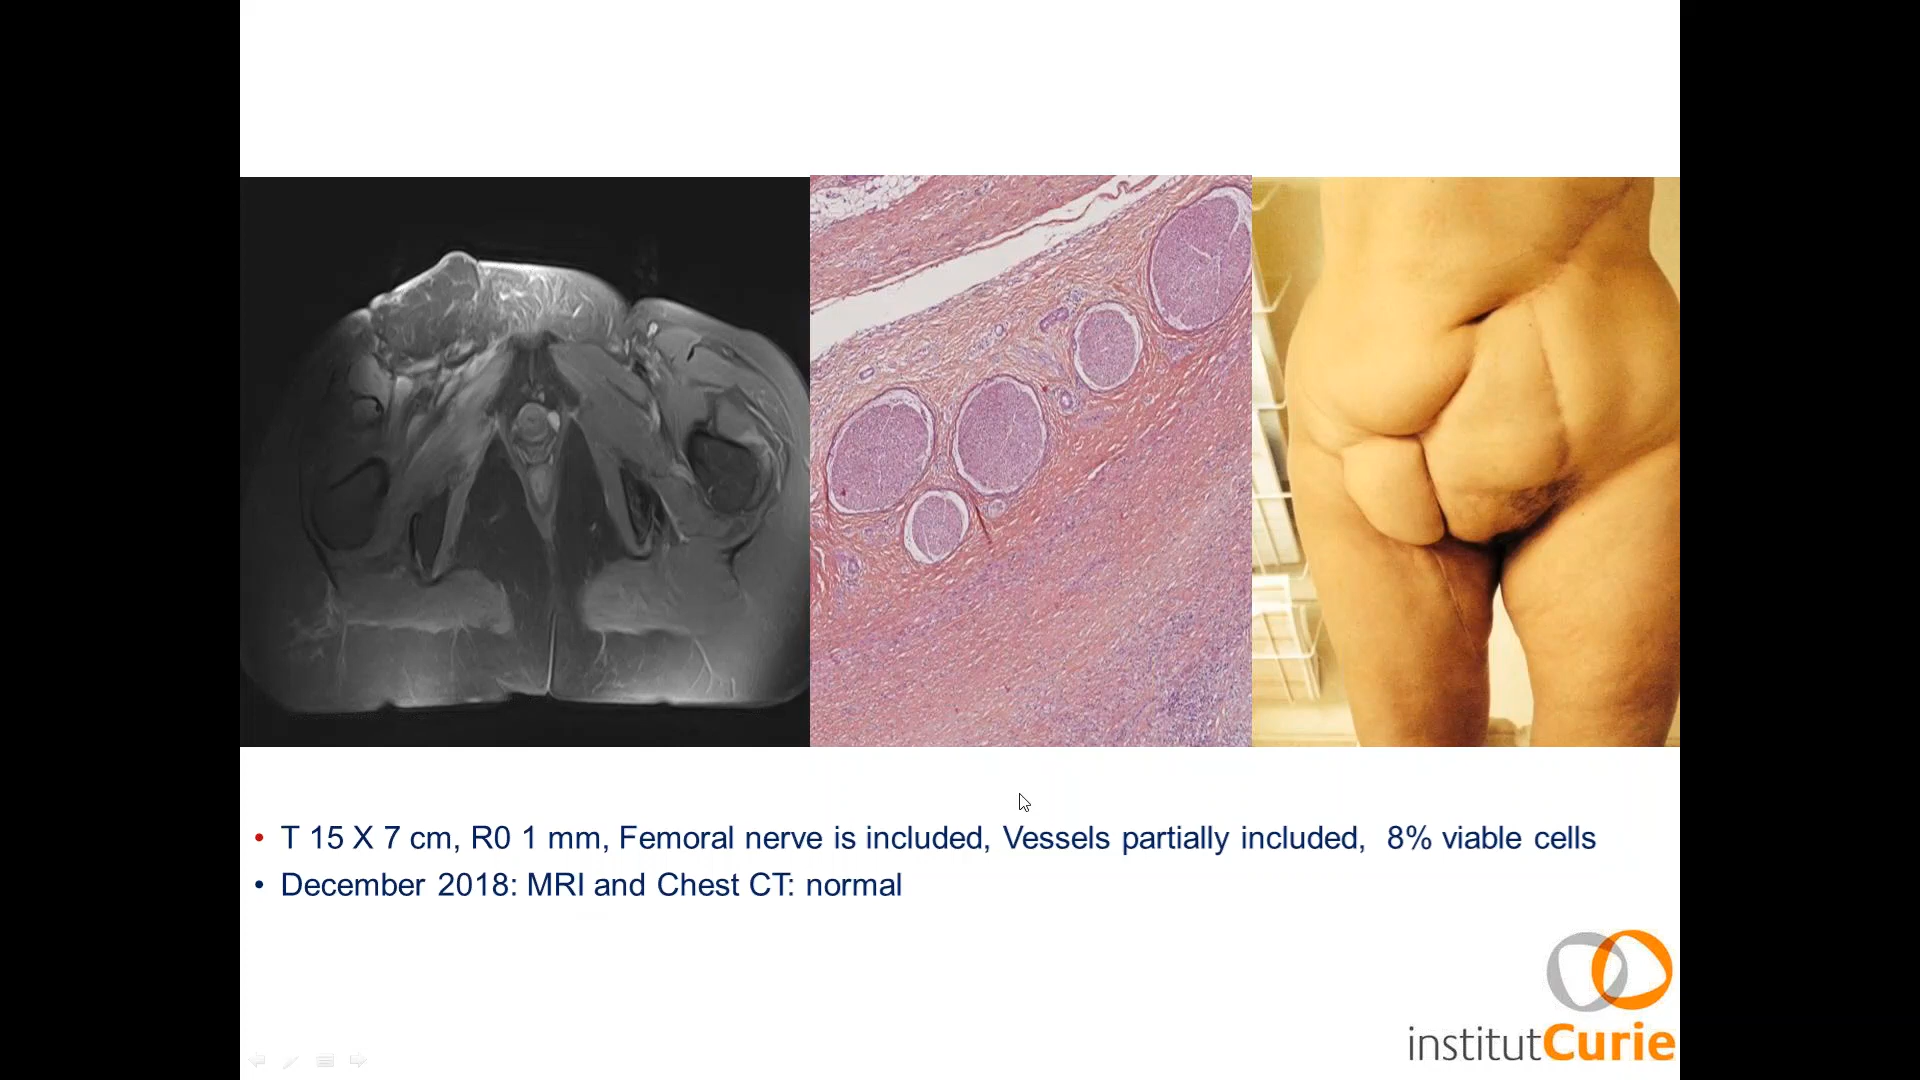 • T 15 X 7 cm, R0 1 mm, Femoral nerve is included, Vessels partially included, 8% viable cells
• December 2018: MRI and Chest CT: normal
institutCurie